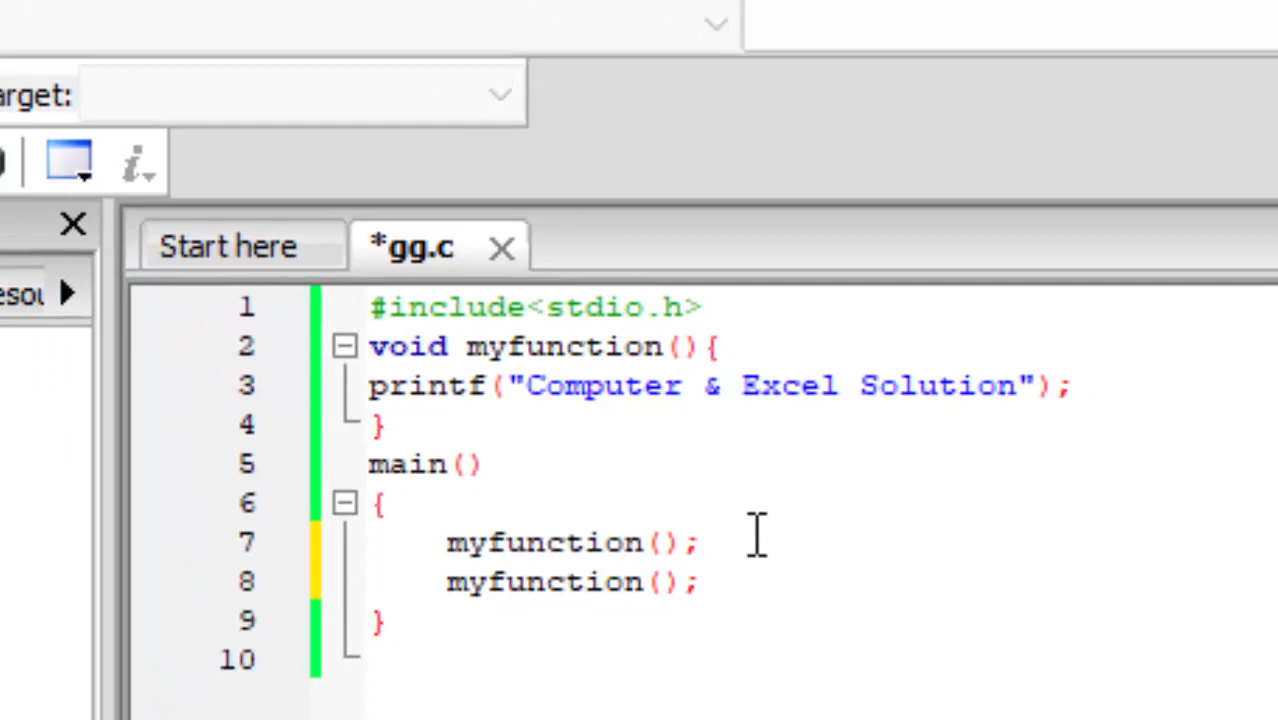 arget:
Start here
*gg.c
esou
1 #include<stdio.h>
2 void myfunction(){
3 printf("Computer & Excel Solution");
4 }
5 main()
6 {
7 myfunction();
8 myfunction();
9 }
10